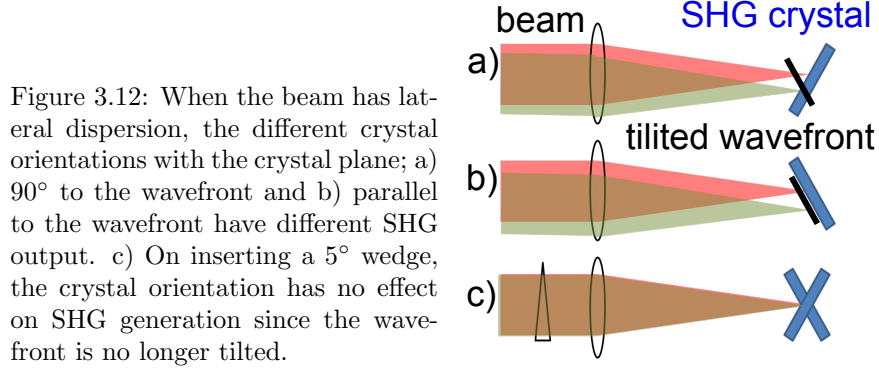 Figure 3.12: When the beam has lat-
eral dispersion, the different crystal
orientations with the crystal plane; a)
90° to the wavefront and b) parallel
to the wavefront have different SHG
output. c) On inserting a 5° wedge,
the crystal orientation has no effect
on SHG generation since the wave-
front is no longer tilted.
beam
SHG crystal
a)
tilited wavefront
b)
c)